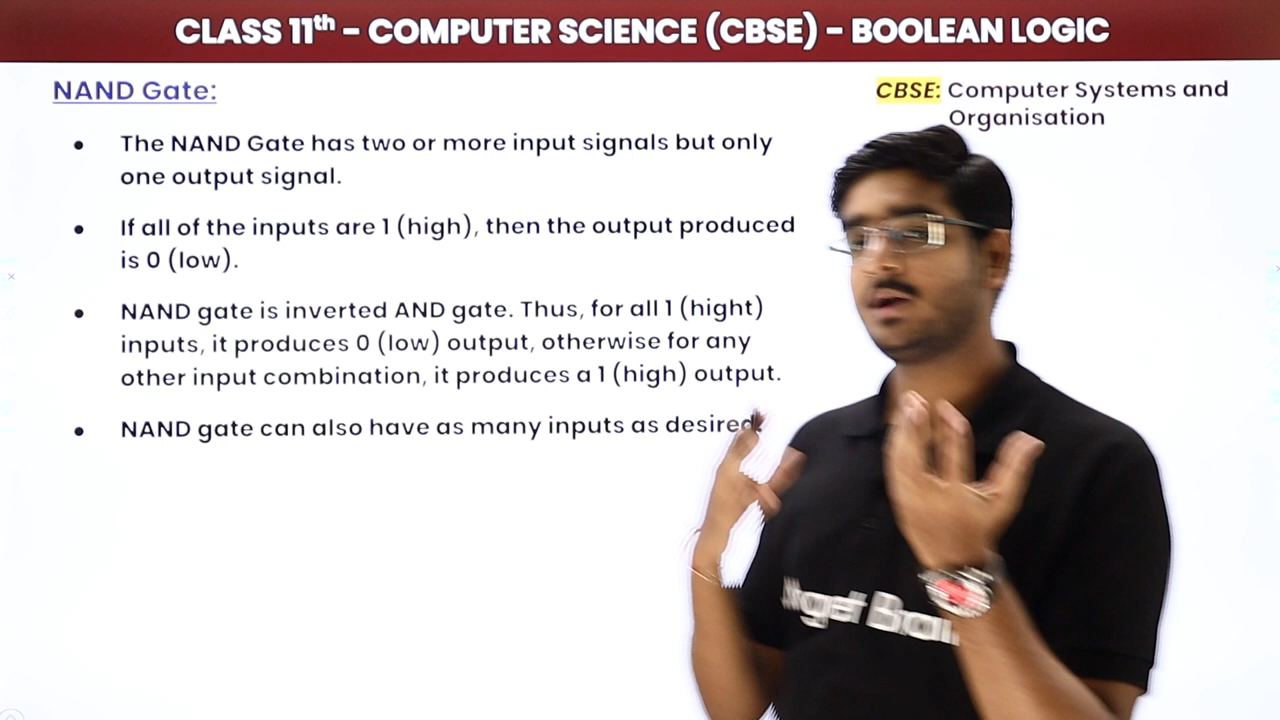 CLASS 11th - COMPUTER SCIENCE (CBSE) - BOOLEAN LOGIC
NAND Gate:
CBSE: Computer Systems and
Organisation
• The NAND Gate has two or more input signals but only
one output signal.
• If all of the inputs are 1 (high), then the output produced
is 0 (low).
• NAND gate is inverted AND gate. Thus, for all 1 (hight)
inputs, it produces 0 (low) output, otherwise for any
other input combination, it produces a 1 (high) output.
• NAND gate can also have as many inputs as desired.